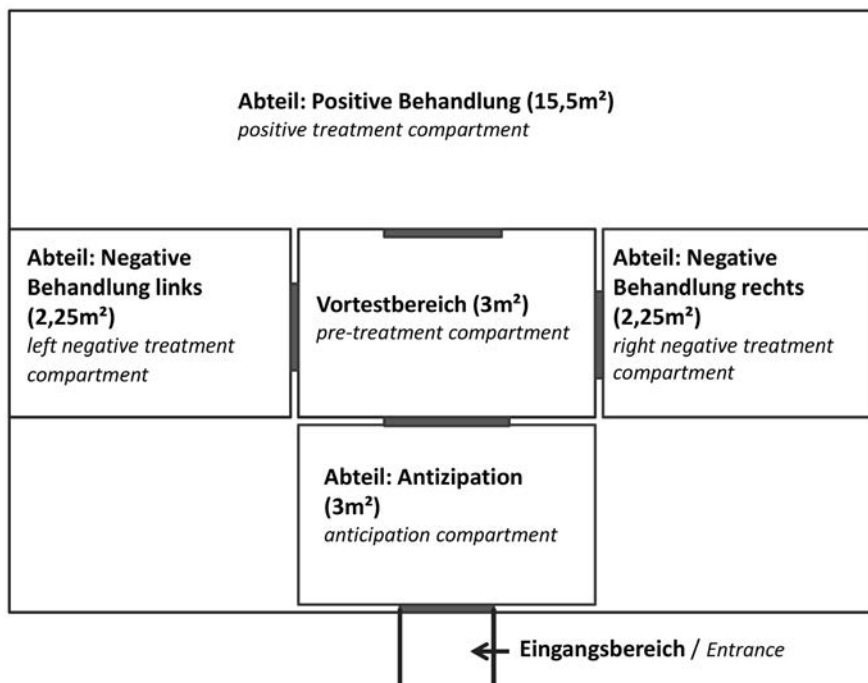 Abteil: Positive Behandlung (15,5m²)
positive treatment compartment
Abteil: Negative
Behandlung links
(2,25m²)
left negative treatment
compartment
Vortestbereich (3m²)
pre-treatment compartment
Abteil: Negative
Behandlung rechts
(2,25m²)
right negative treatment
compartment
Abteil: Antizipation
(3m²)
anticipation compartment
Eingangsbereich / Entrance